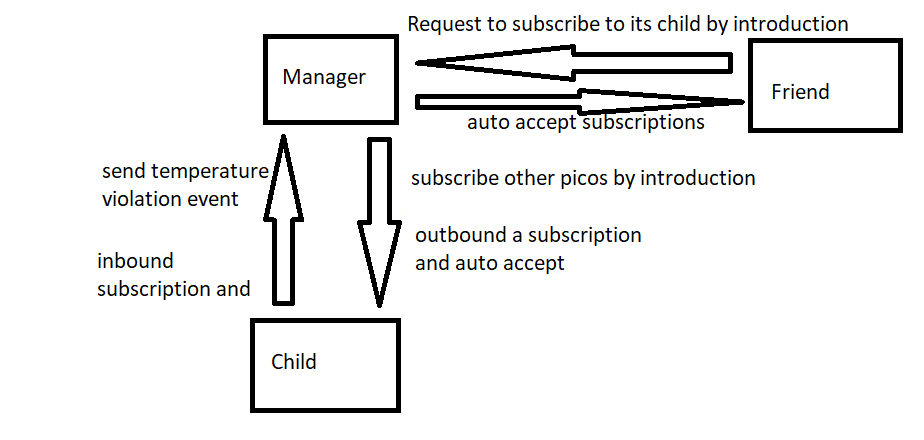 Request to subscribe to its child by introduction
Manager
Friend
auto accept subscriptions
send temperature
violation event
subscribe other picos by introduction
outbound a subscription
and auto accept
inbound
subscription and
Child